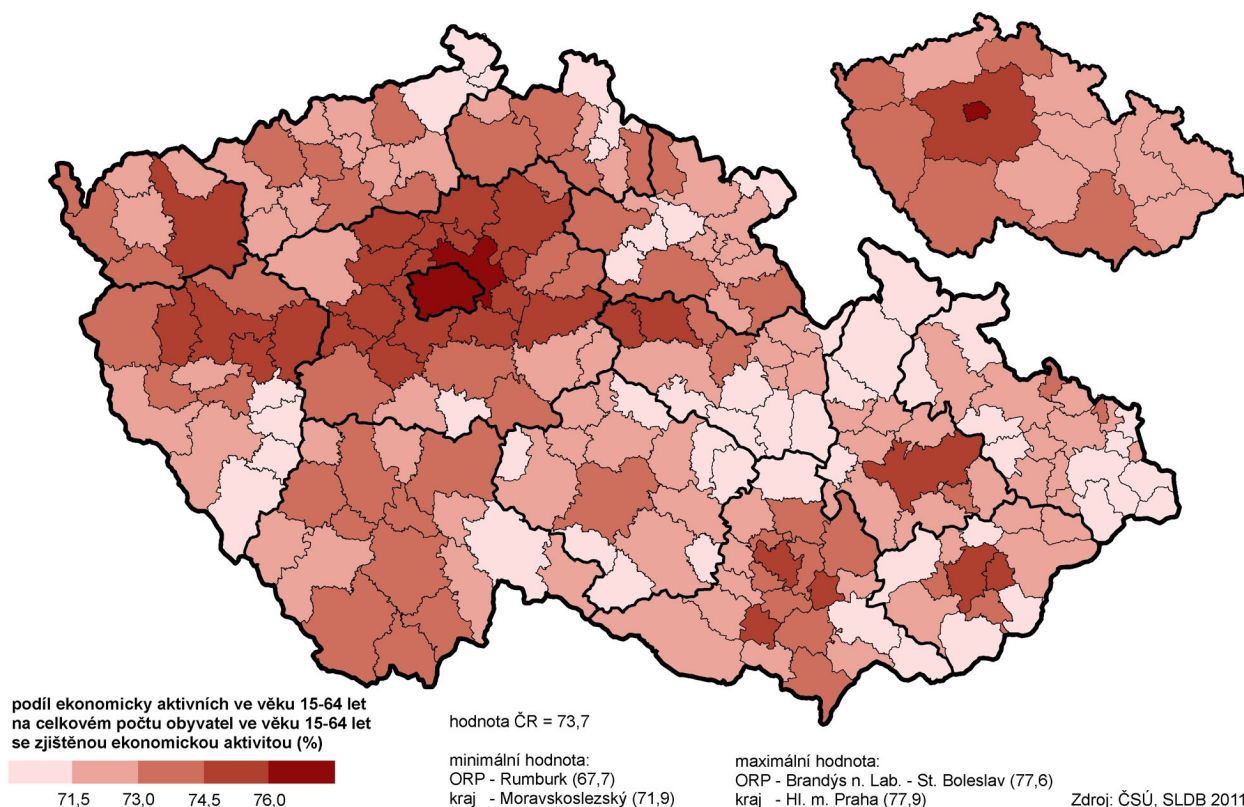 podíl ekonomicky aktivních ve věku 15-64 let
na celkovém počtu obyvatel ve věku 15-64 let
se zjištěnou ekonomickou aktivitou (%)
71,5 73,0 74,5 76,0
hodnota ČR = 73,7
minimální hodnota:
ORP - Rumburk (67,7)
kraj - Moravskoslezský (71,9)
maximální hodnota:
ORP - Brandýs n. Lab. - St. Boleslav (77,6)
kraj - Hl. m. Praha (77,9)
Zdroj: ČSÚ, SLDB 2011